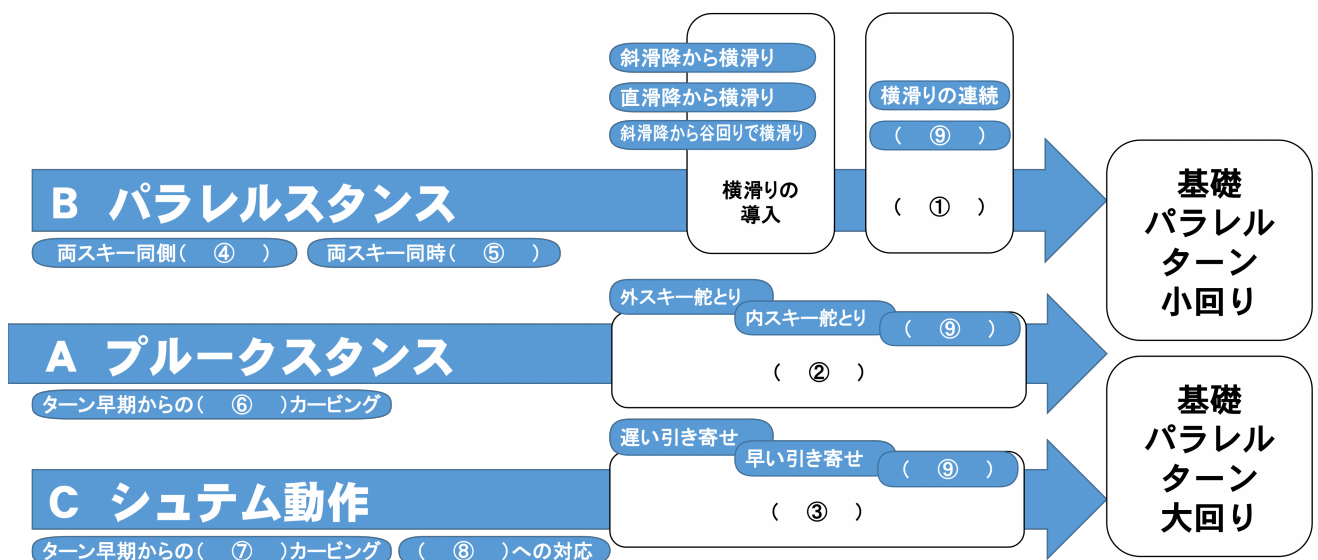 斜滑降から横滑り
直滑降から横滑り
斜滑降から谷回りで横滑り
横滑りの
導入
横滑りの連続
( ⑨ )
( ① )
B パラレルスタンス
両スキー同側( ④ )
両スキー同時( ⑤ )
基礎
パラレル
ターン
小回り
外スキー舵とり
内スキー舵とり
( ⑨ )
( ② )
A プルークスタンス
ターン早期からの( ⑥ )カービング
基礎
パラレル
ターン
大回り
遅い引き寄せ
早い引き寄せ
( ⑨ )
( ③ )
C シュテム動作
ターン早期からの( ⑦ )カービング
( ⑧ )への対応